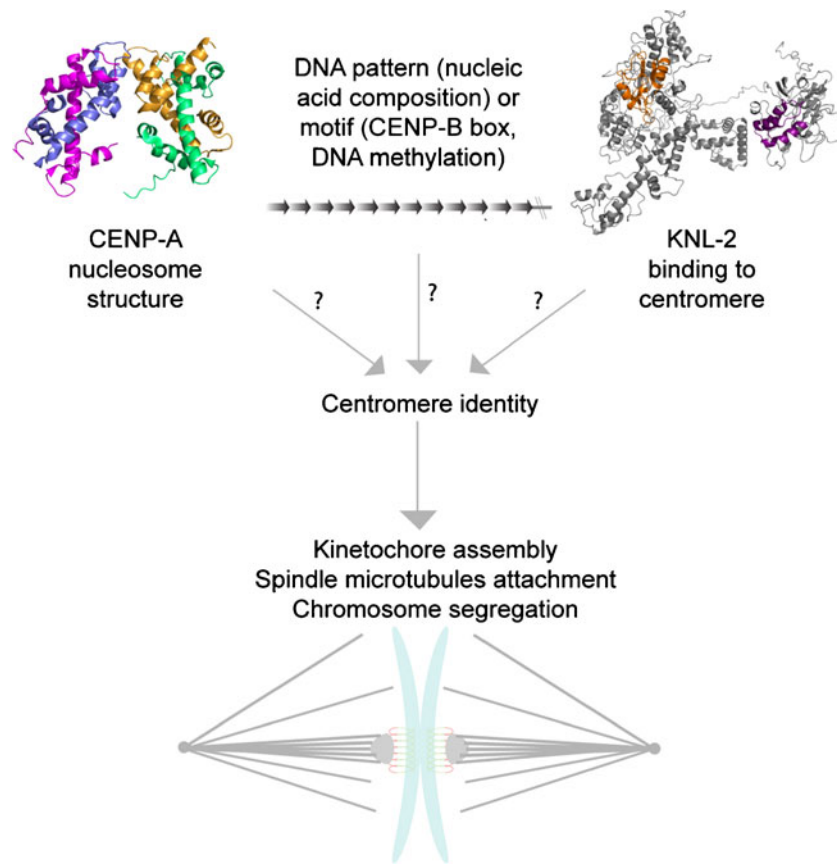 DNA pattern (nucleic
acid composition) or
motif (CENP-B box,
DNA methylation)
CENP-A
nucleosome
structure
KNL-2
binding to
centromere
?
?
?
Centromere identity
Kinetochore assembly
Spindle microtubules attachment
Chromosome segregation